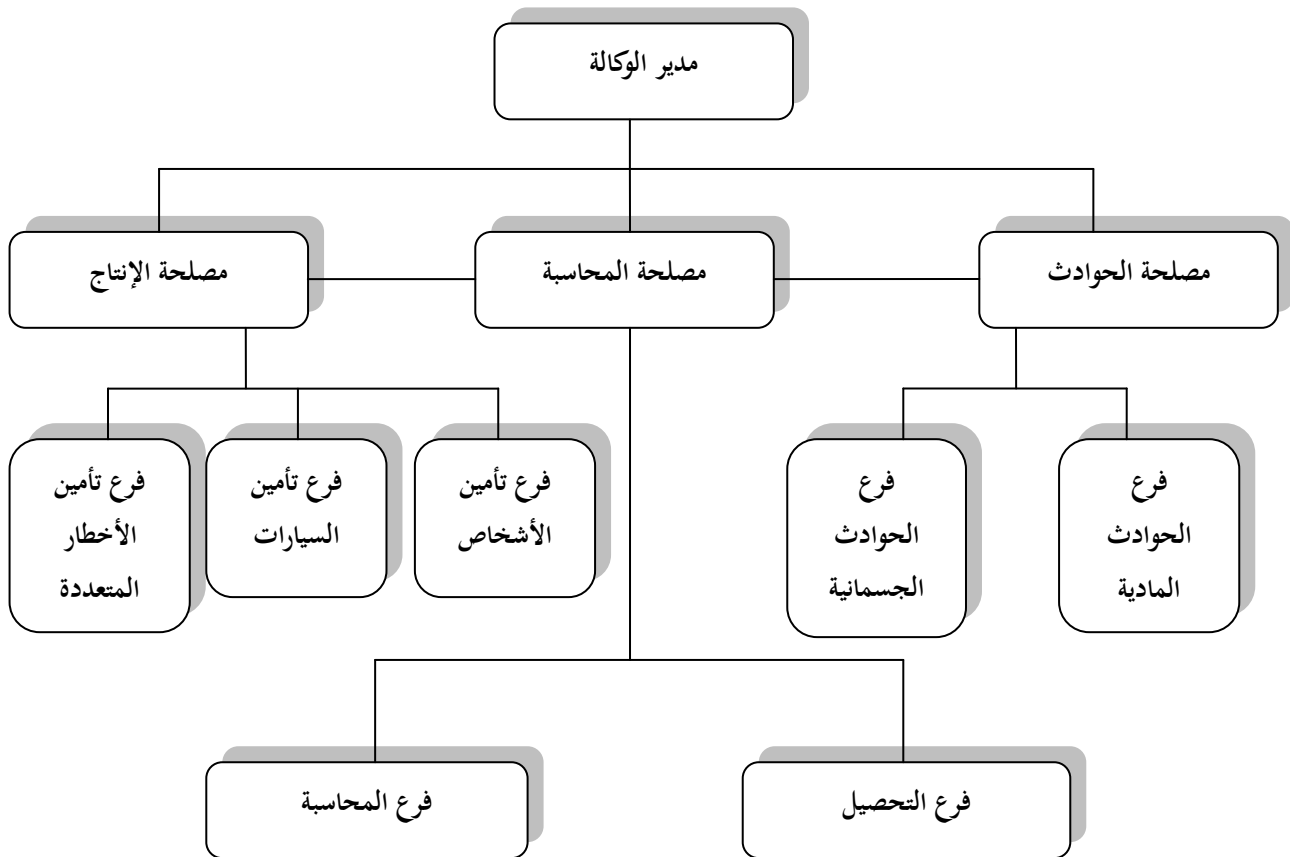 مدير الوكالة
مصلحة الحوادث
مصلحة المحاسبة
مصلحة الإنتاج
فرع
الحوادث
المادية
فرع
الحوادث
الجسمانية
فرع تأمين
الأشخاص
فرع تأمين
السيارات
فرع تأمين
الأخطار
المتعددة
فرع التحصيل
فرع المحاسبة